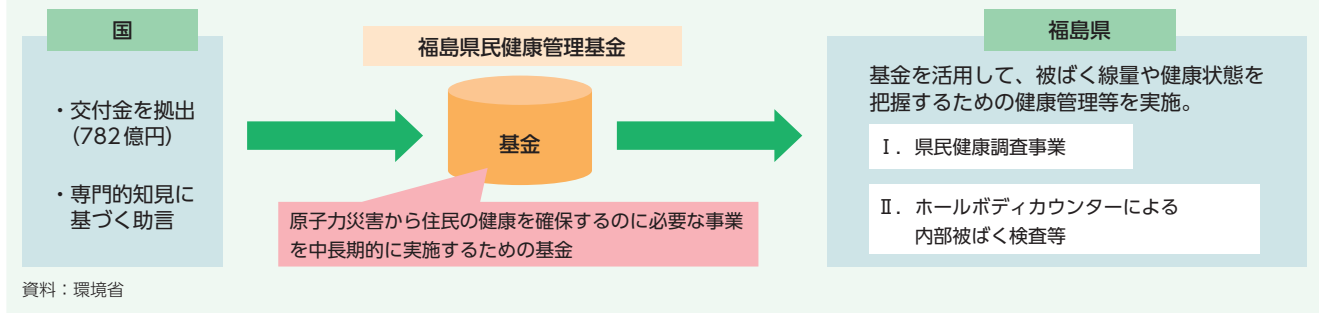 国
・交付金を拠出
（782億円）
・専門的知見に
基づく助言
福島県民健康管理基金
基金
原子力災害から住民の健康を確保するのに必要な事業
を中長期的に実施するための基金
福島県
基金を活用して、被ばく線量や健康状態を
把握するための健康管理等を実施。
Ⅰ．県民健康調査事業
Ⅱ．ホールボディカウンターによる
内部被ばく検査等
資料：環境省